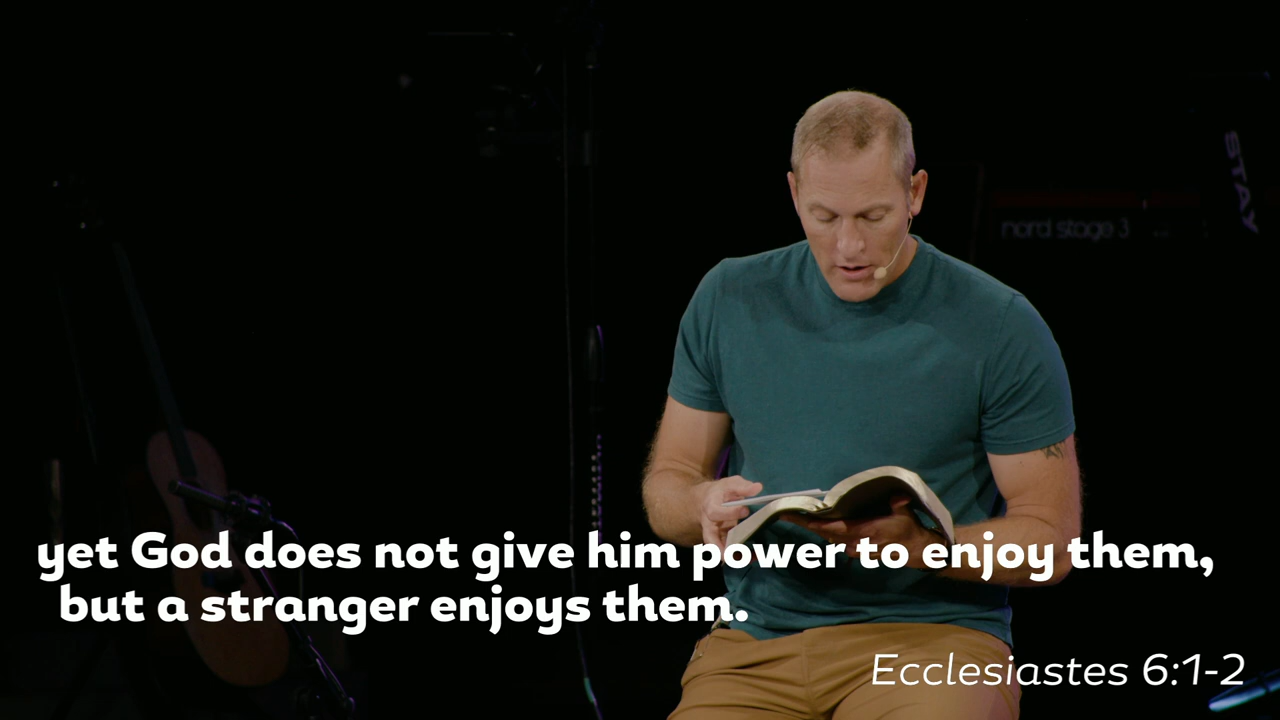 STAY
nord stage 3
yet God does not give him power to enjoy them,
but a stranger enjoys them.
Ecclesiastes 6:1-2